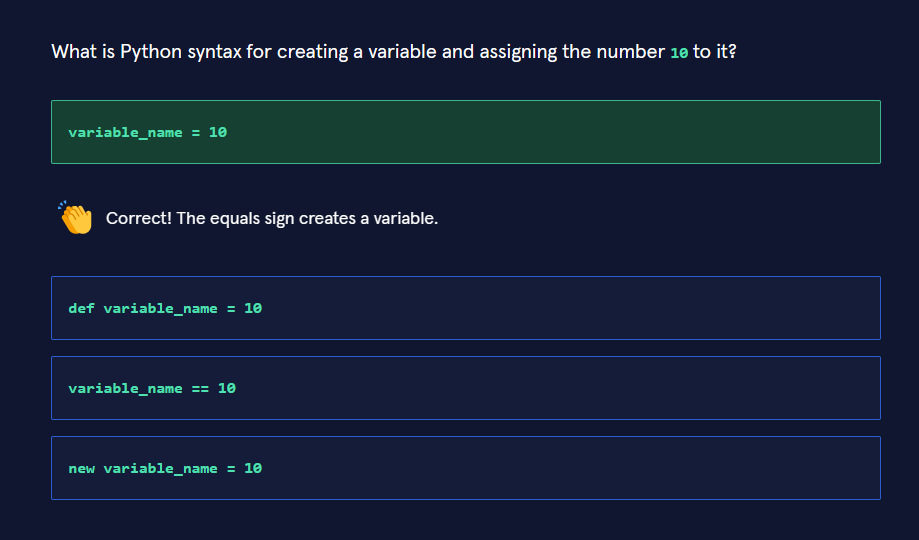 What is Python syntax for creating a variable and assigning the number 10 to it?
variable_name = 10
Correct! The equals sign creates a variable.
def variable_name = 10
variable_name == 10
new variable_name = 10